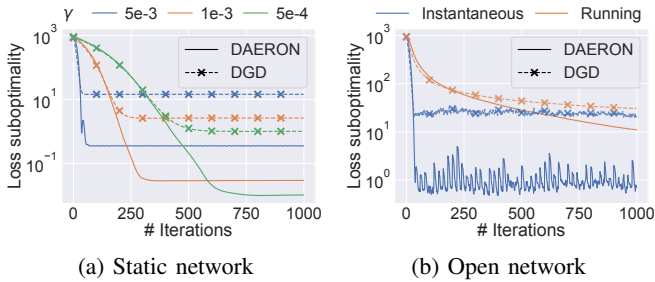 γ 5e-3 1e-3 5e-4
Loss suboptimality
10³
10¹
10⁻¹
DAERON
DGD
0 250 500 750 1000
# Iterations
(a) Static network
Instantaneous Running
Loss suboptimality
10³
10²
10¹
10⁰
DAERON
DGD
0 250 500 750 1000
# Iterations
(b) Open network